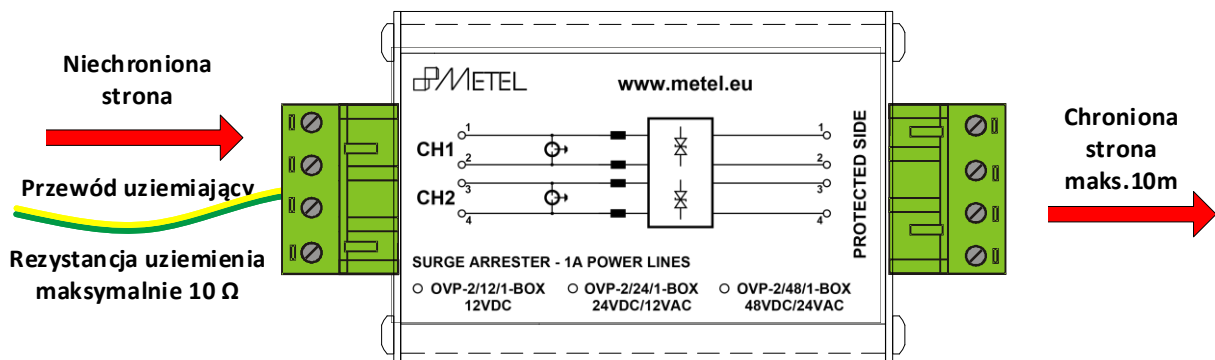 Niechroniona
strona
Przewód uziemiający
Rezystancja uziemienia
maksymalnie 10 Ω
METEL
www.metel.eu
CH1
CH2
1
2
3
4
1
2
3
4
PROTECTED SIDE
SURGE ARRESTER - 1A POWER LINES
OVP-2/12/1-BOX
12VDC
OVP-2/24/1-BOX
24VDC/12VAC
OVP-2/48/1-BOX
48VDC/24VAC
Chroniona
strona
maks.10m